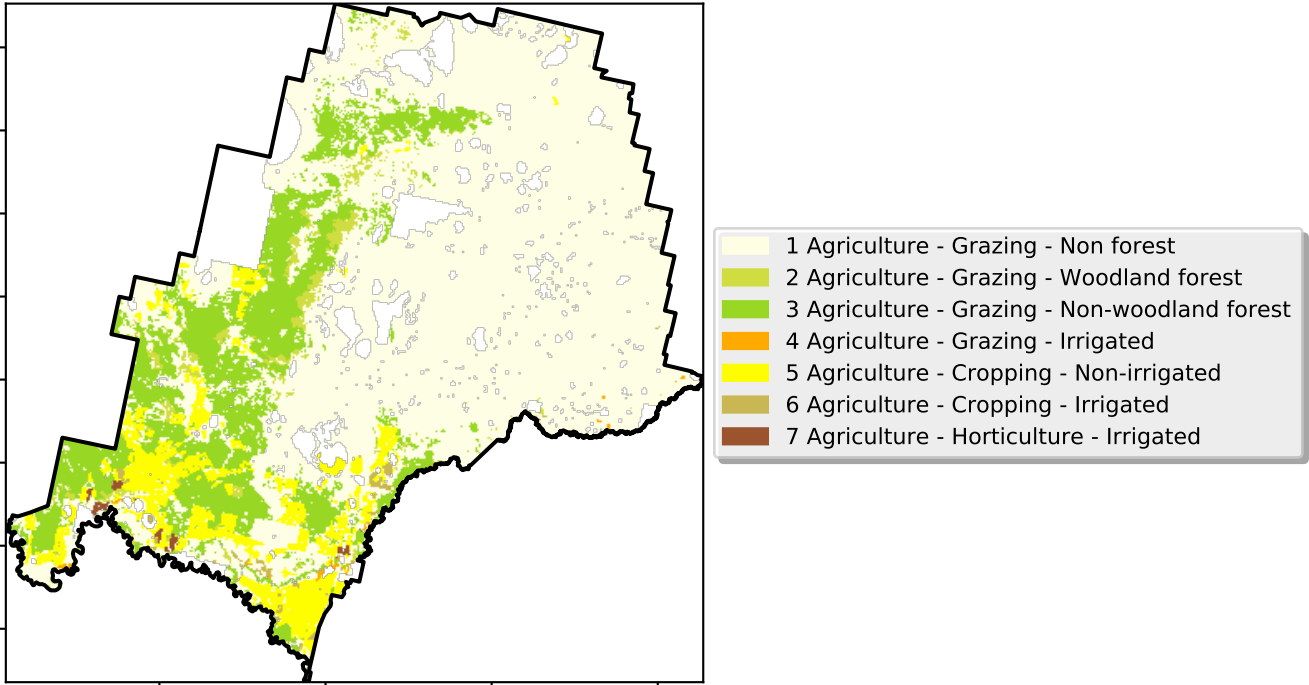 1 Agriculture - Grazing - Non forest
2 Agriculture - Grazing - Woodland forest
3 Agriculture - Grazing - Non-woodland forest
4 Agriculture - Grazing - Irrigated
5 Agriculture - Cropping - Non-irrigated
6 Agriculture - Cropping - Irrigated
7 Agriculture - Horticulture - Irrigated